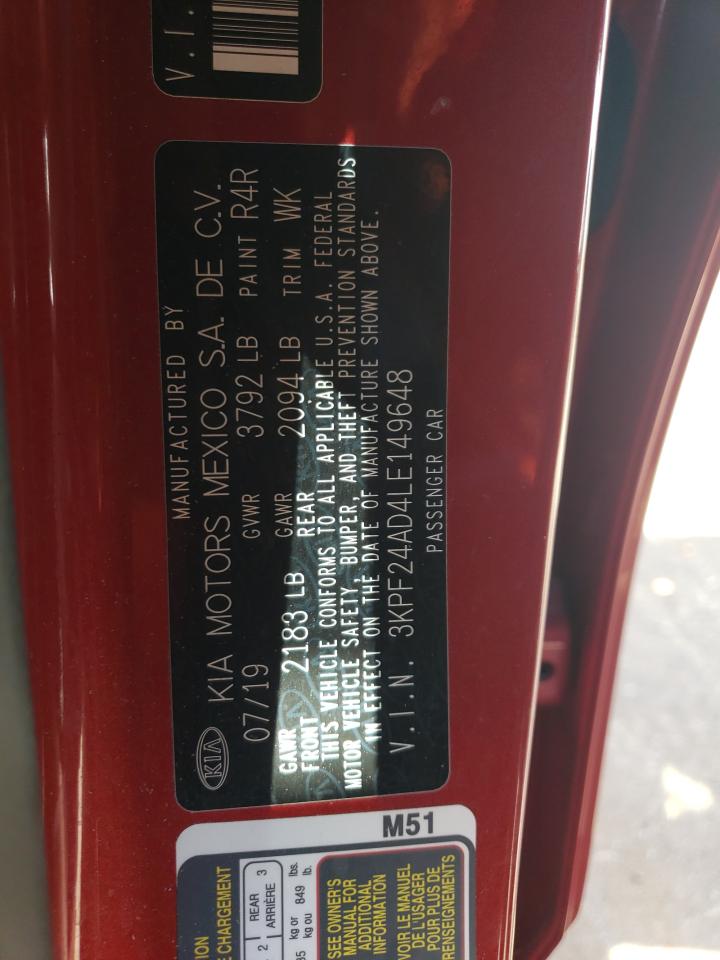 V.I.
MANUFACTURED BY
KIA KIA MOTORS MEXICO S.A. DE C.V.
07/19 GVWR 3792 LB PAINT R4R
GAWR FRONT 2183 LB GAWR REAR 2094 LB TRIM WK
THIS VEHICLE CONFORMS TO ALL APPLICABLE U.S.A. FEDERAL
MOTOR VEHICLE SAFETY, BUMPER, AND THEFT PREVENTION STANDARDS
IN EFFECT ON THE DATE OF MANUFACTURE SHOWN ABOVE.
V.I.N. 3KPF24AD4LE149648
PASSENGER CAR
M51
E CHARGEMENT
2 REAR ARRIÈRE 3
kg or kg ou 849 lbs. lb.
SEE OWNER'S
MANUAL FOR
ADDITIONAL
INFORMATION
VOIR LE MANUEL
DE L'USAGER
POUR PLUS DE
RENSEIGNEMENTS